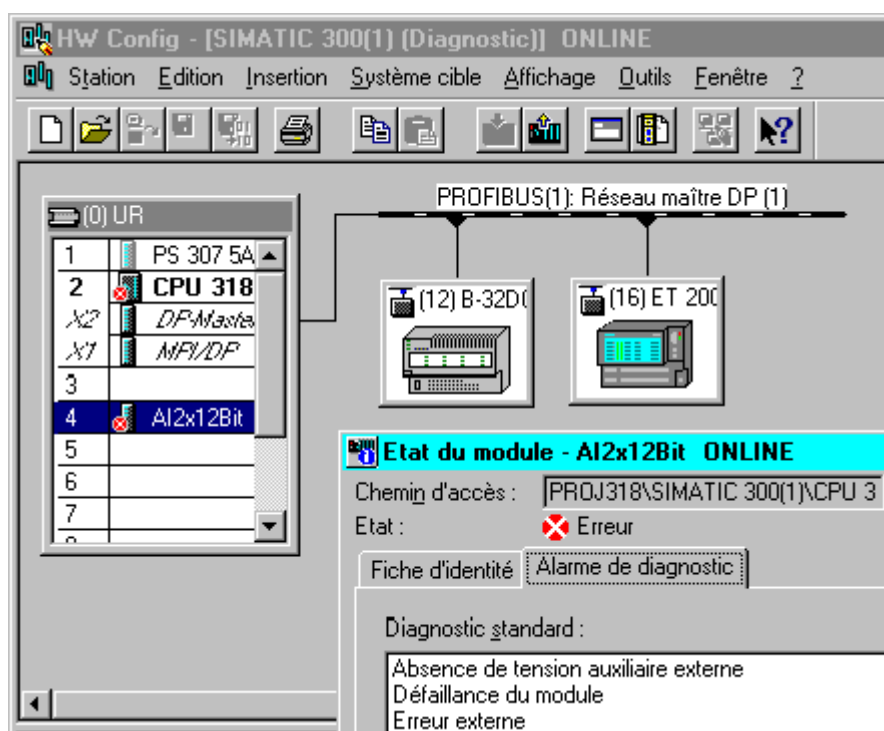 HW Config - [SIMATIC 300(1) (Diagnostic)] ONLINE
Station Edition Insertion Système cible Affichage Outils Fenêtre ?
PROFIBUS(1): Réseau maître DP (1)
(0) UR
1 PS 307 5A
2 CPU 318
X2 DP-Master
X1 MPI/DP
3
4 AI2x12Bit
5
6
7
(12) B-32D
(16) ET 200
Etat du module - AI2x12Bit ONLINE
Chemin d'accès : PROJ318\SIMATIC 300(1)\CPU 3
Etat : Erreur
Fiche d'identité Alarme de diagnostic
Diagnostic standard :
Absence de tension auxiliaire externe
Défaillance du module
Erreur externe